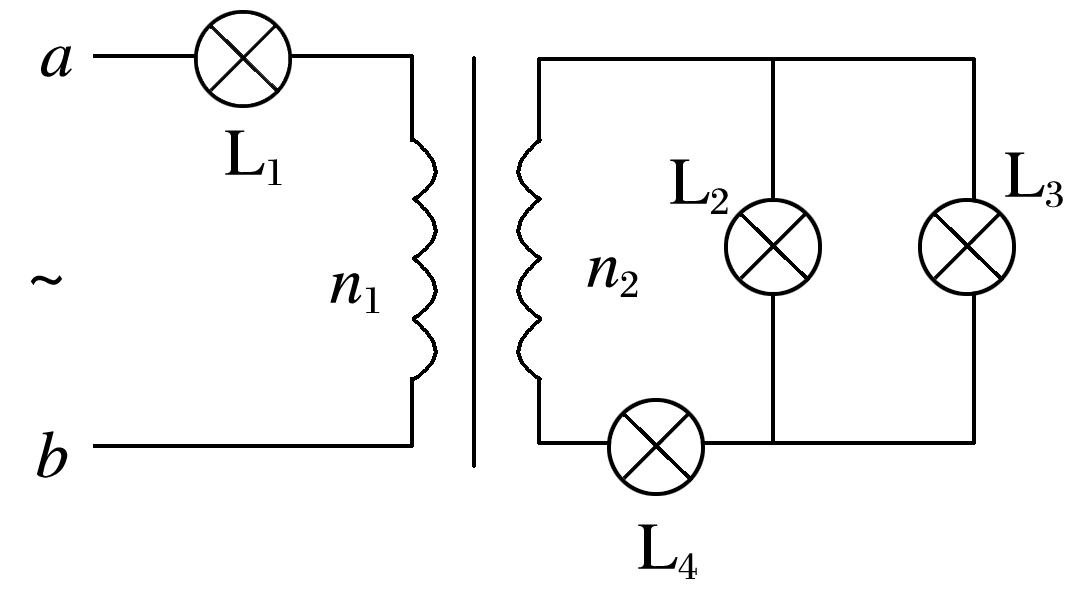 a
L₁
L₂
L₃
~
n₁
n₂
b
L₄